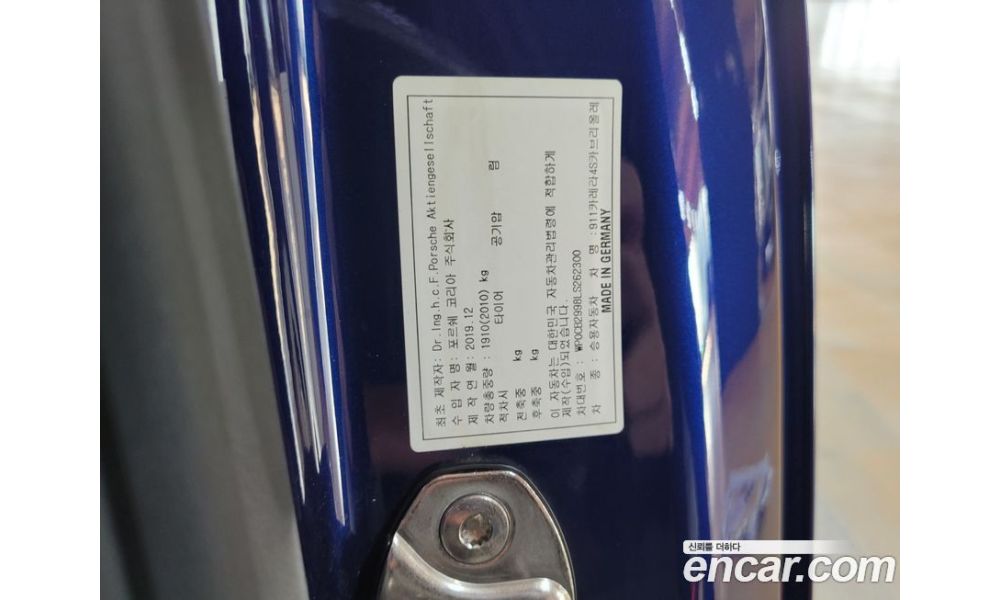 최초 제작자: Dr.Ing.h.c.F.Porsche Aktiengesellschaft
수 입 자 명 : 포르쉐 코리아 주식회사
제 작 연 월 : 2019.12
차량총중량 : 1910(2010) kg
적차시 타이어 공기압 림
전축중 kg
후축중 kg
이 자동차는 대한민국 자동차관리법령에 적합하게
제작(수입)되었습니다.
차대번호 : WP0CB2998LS262300
차 종 : 승용자동차 차 명 :911카레라4S카브리올레
MADE IN GERMANY
신뢰를 더하다
encar.com